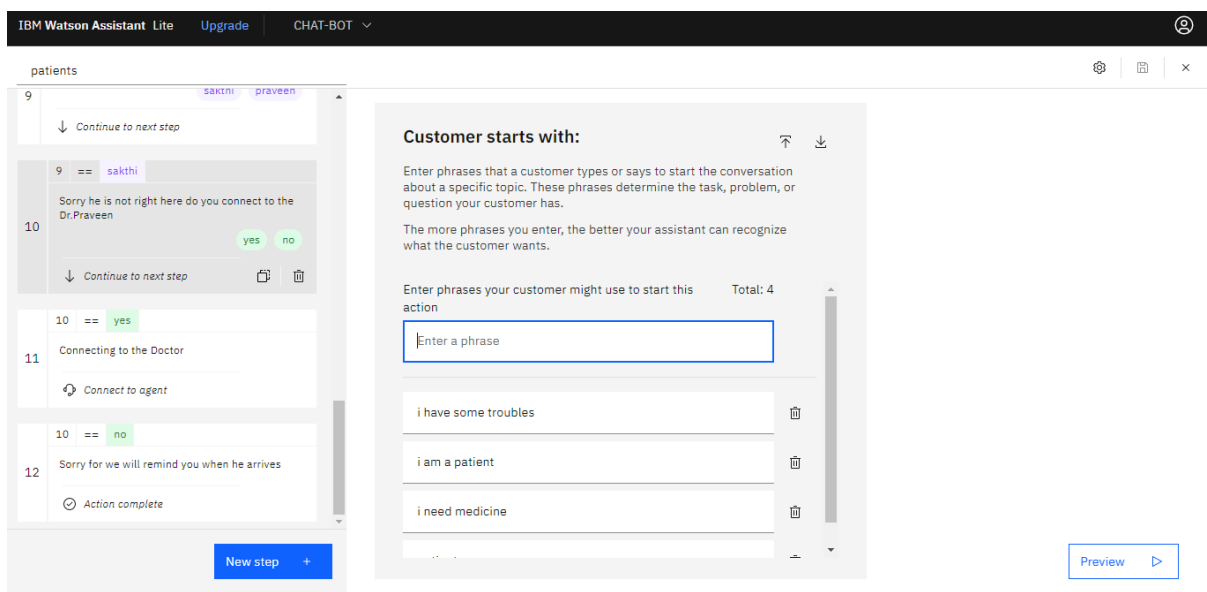 IBM Watson Assistant Lite Upgrade CHAT-BOT
patients
9
sakthi praveen
Continue to next step
9 == sakthi
10
Sorry he is not right here do you connect to the
Dr.Praveen
yes no
Continue to next step
10 == yes
11
Connecting to the Doctor
Connect to agent
10 == no
12
Sorry for we will remind you when he arrives
Action complete
New step +
Customer starts with:
Enter phrases that a customer types or says to start the conversation
about a specific topic. These phrases determine the task, problem, or
question your customer has.
The more phrases you enter, the better your assistant can recognize
what the customer wants.
Enter phrases your customer might use to start this
action
Total: 4
Enter a phrase
i have some troubles
i am a patient
i need medicine
Preview